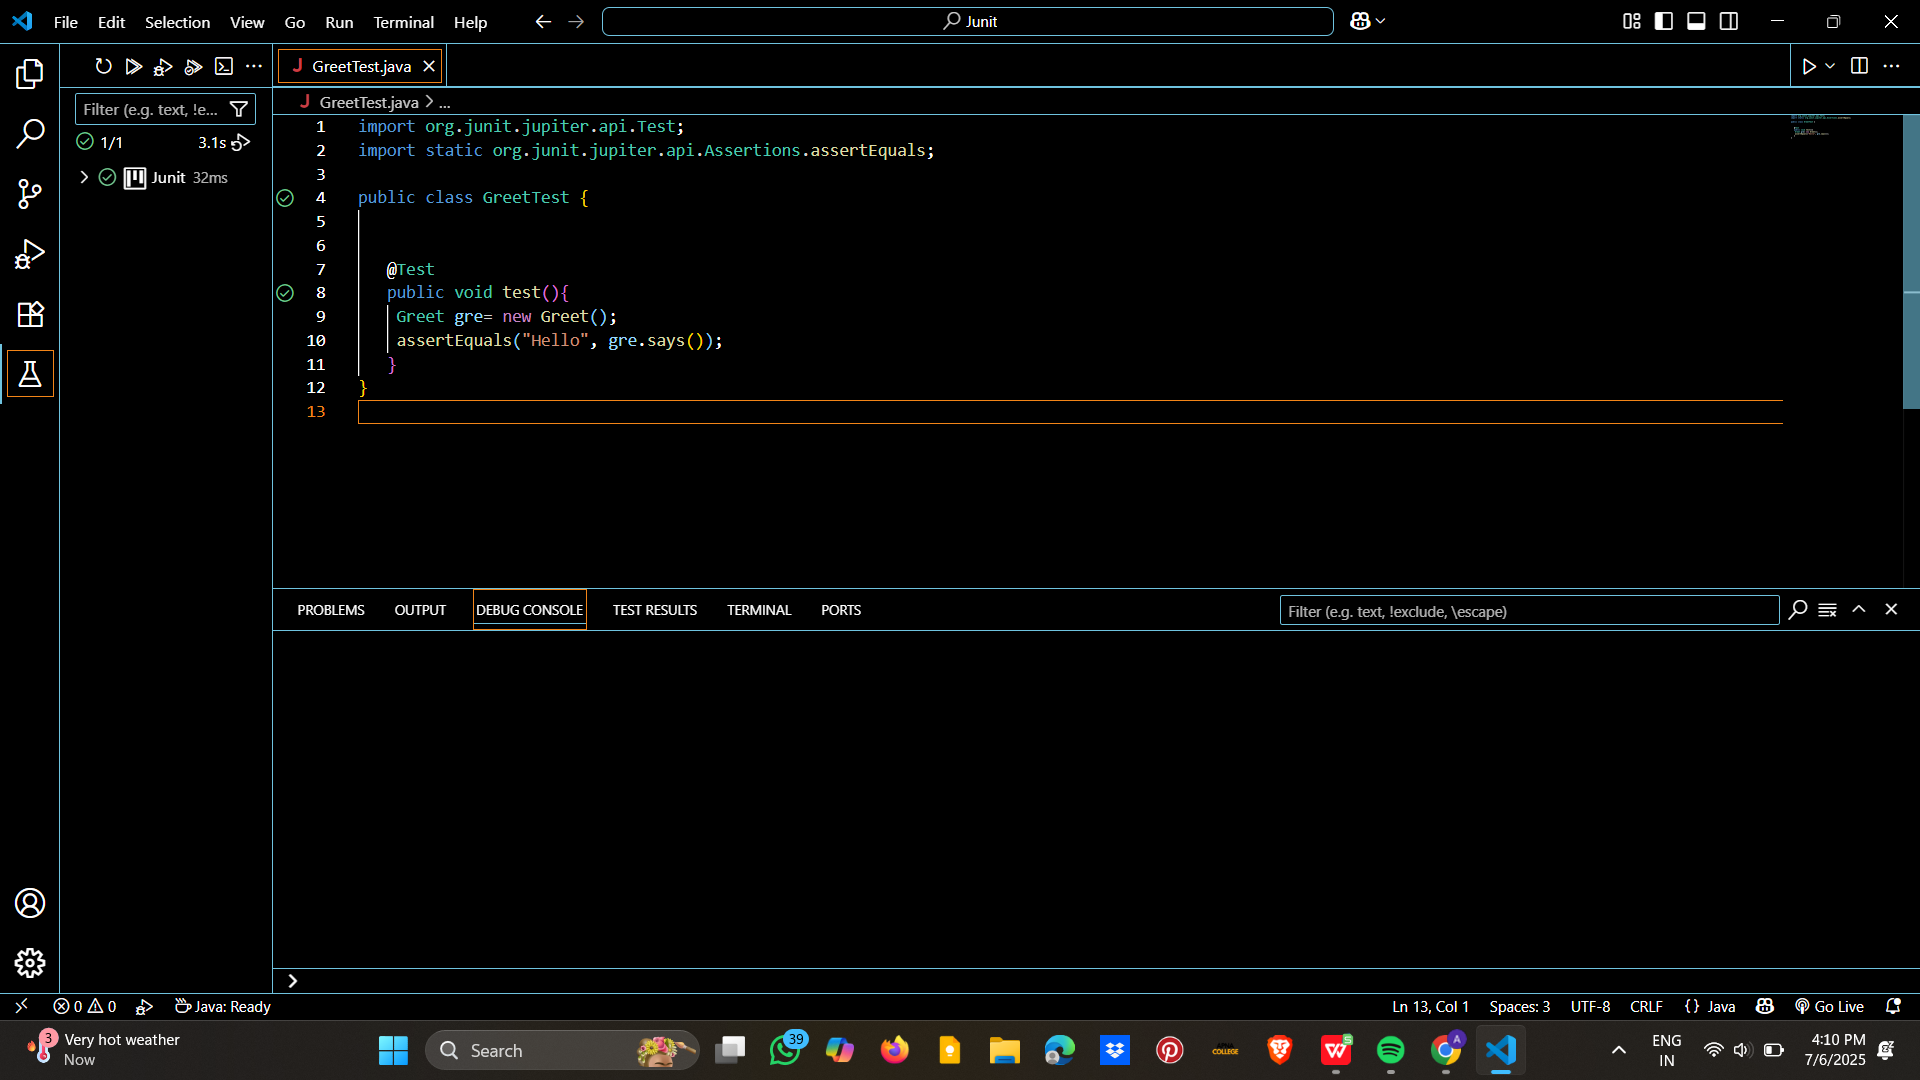 File Edit Selection View Go Run Terminal Help
Junit
GreetTest.java
Filter (e.g. text, !e...
1/1 3.1s
Junit 32ms
GreetTest.java > ...
1 import org.junit.jupiter.api.Test;
2 import static org.junit.jupiter.api.Assertions.assertEquals;
3
4 public class GreetTest {
5
6
7 @Test
8 public void test(){
9 Greet gre= new Greet();
10 assertEquals("Hello", gre.says());
11 }
12 }
13
PROBLEMS OUTPUT DEBUG CONSOLE TEST RESULTS TERMINAL PORTS
Filter (e.g. text, !exclude, \escape)
0 0 Java: Ready
Ln 13, Col 1 Spaces: 3 UTF-8 CRLF {} Java Go Live
3
Very hot weather
Now
Search
39
COLLEGE
W
S
A
ENG
IN
4:10 PM
7/6/2025